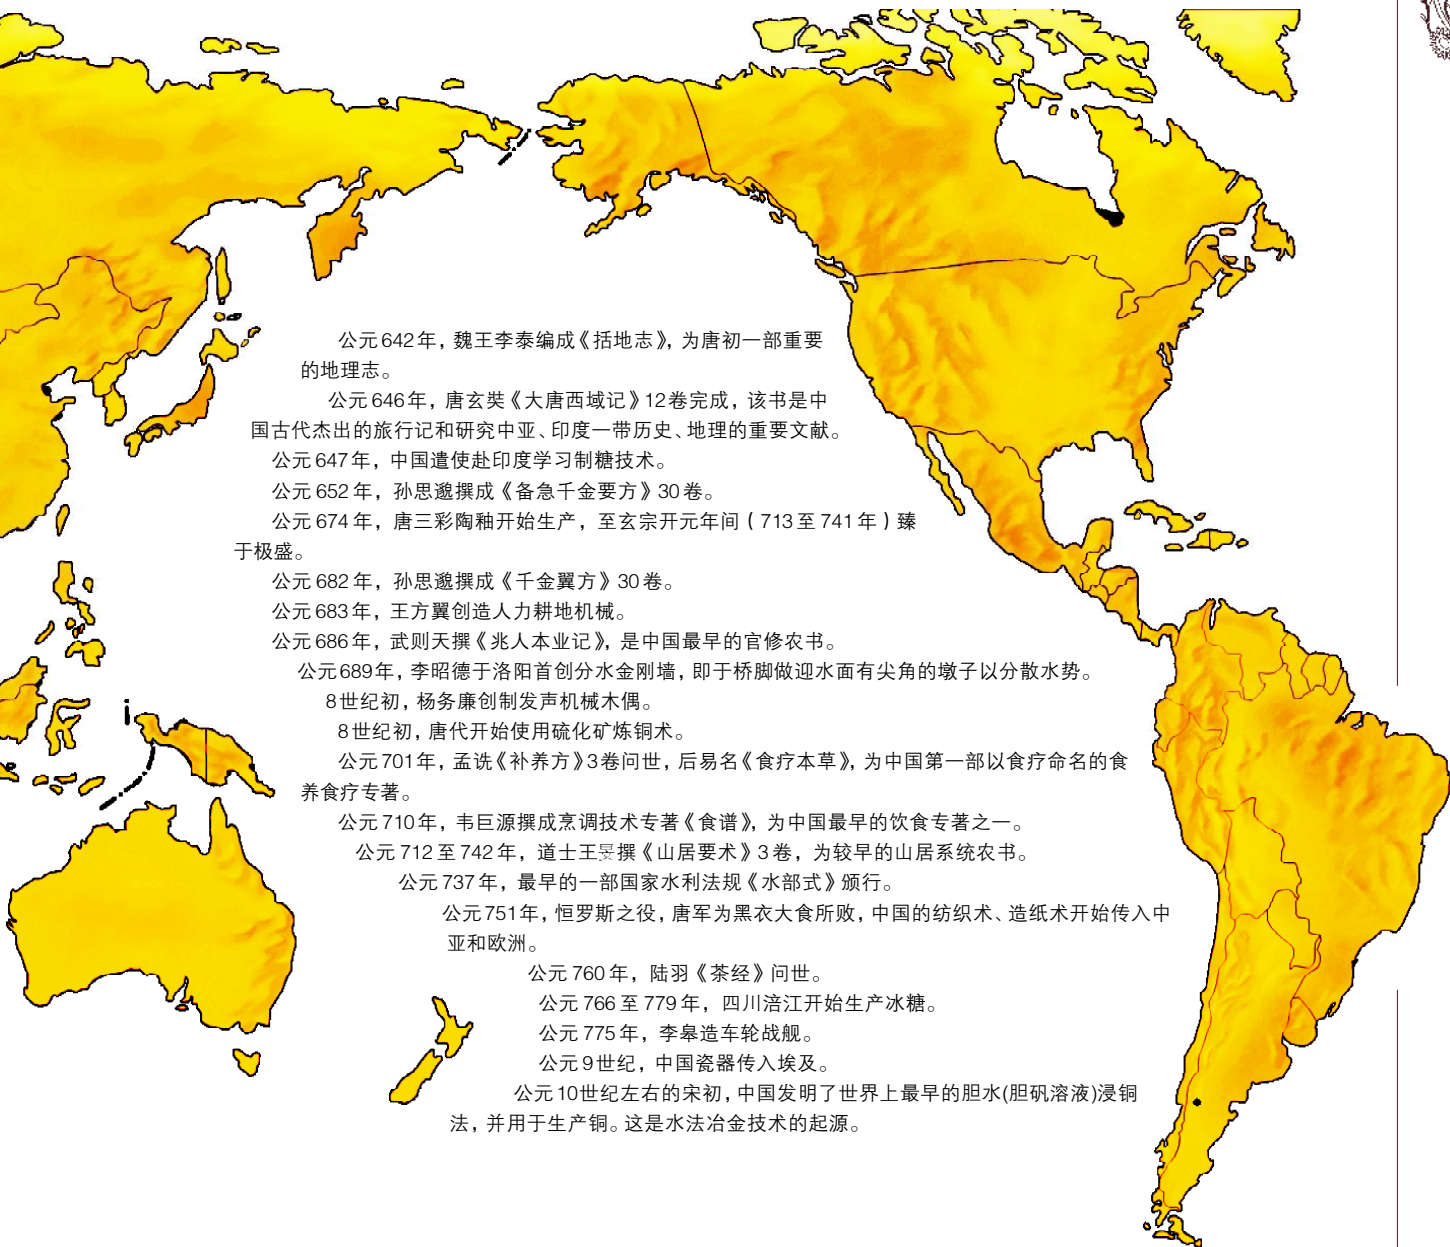 公元642年，魏王李泰编成《括地志》，为唐初一部重要
的地理志。
公元646年，唐玄奘《大唐西域记》12卷完成，该书是中
国古代杰出的旅行记和研究中亚、印度一带历史、地理的重要文献。
公元647年，中国遣使赴印度学习制糖技术。
公元652年，孙思邈撰成《备急千金要方》30卷。
公元674年，唐三彩陶釉开始生产，至玄宗开元年间（713至741年）臻
于极盛。
公元682年，孙思邈撰成《千金翼方》30卷。
公元683年，王方翼创造人力耕地机械。
公元686年，武则天撰《兆人本业记》，是中国最早的官修农书。
公元689年，李昭德于洛阳首创分水金刚墙，即于桥脚做迎水面有尖角的墩子以分散水势。
8世纪初，杨务廉创制发声机械木偶。
8世纪初，唐代开始使用硫化矿炼铜术。
公元701年，孟诜《补养方》3卷问世，后易名《食疗本草》，为中国第一部以食疗命名的食
养食疗专著。
公元710年，韦巨源撰成烹调技术专著《食谱》，为中国最早的饮食专著之一。
公元712至742年，道士王旻撰《山居要术》3卷，为较早的山居系统农书。
公元737年，最早的一部国家水利法规《水部式》颁行。
公元751年，恒罗斯之役，唐军为黑衣大食所败，中国的纺织术、造纸术开始传入中
亚和欧洲。
公元760年，陆羽《茶经》问世。
公元766至779年，四川涪江开始生产冰糖。
公元775年，李皋造车轮战舰。
公元9世纪，中国瓷器传入埃及。
公元10世纪左右的宋初，中国发明了世界上最早的胆水(胆矾溶液)浸铜
法，并用于生产铜。这是水法冶金技术的起源。